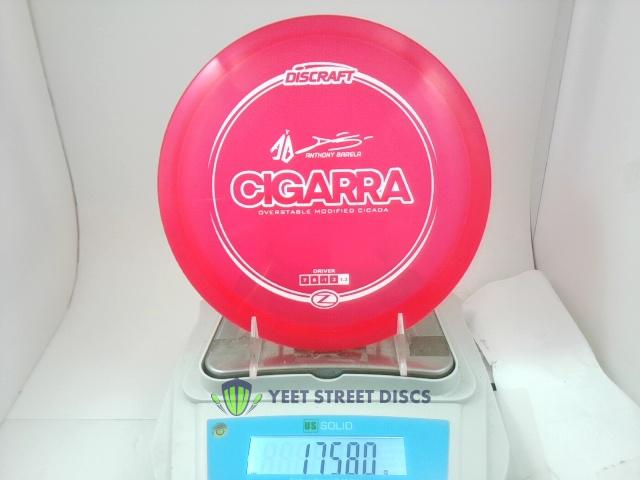 DISCRAFT
ANTHONY BARELA
CIGARRA
OVERSTABLE MODIFIED CICADA
DRIVER
Z
YEET STREET DISCS
US SOLID
175.80 g